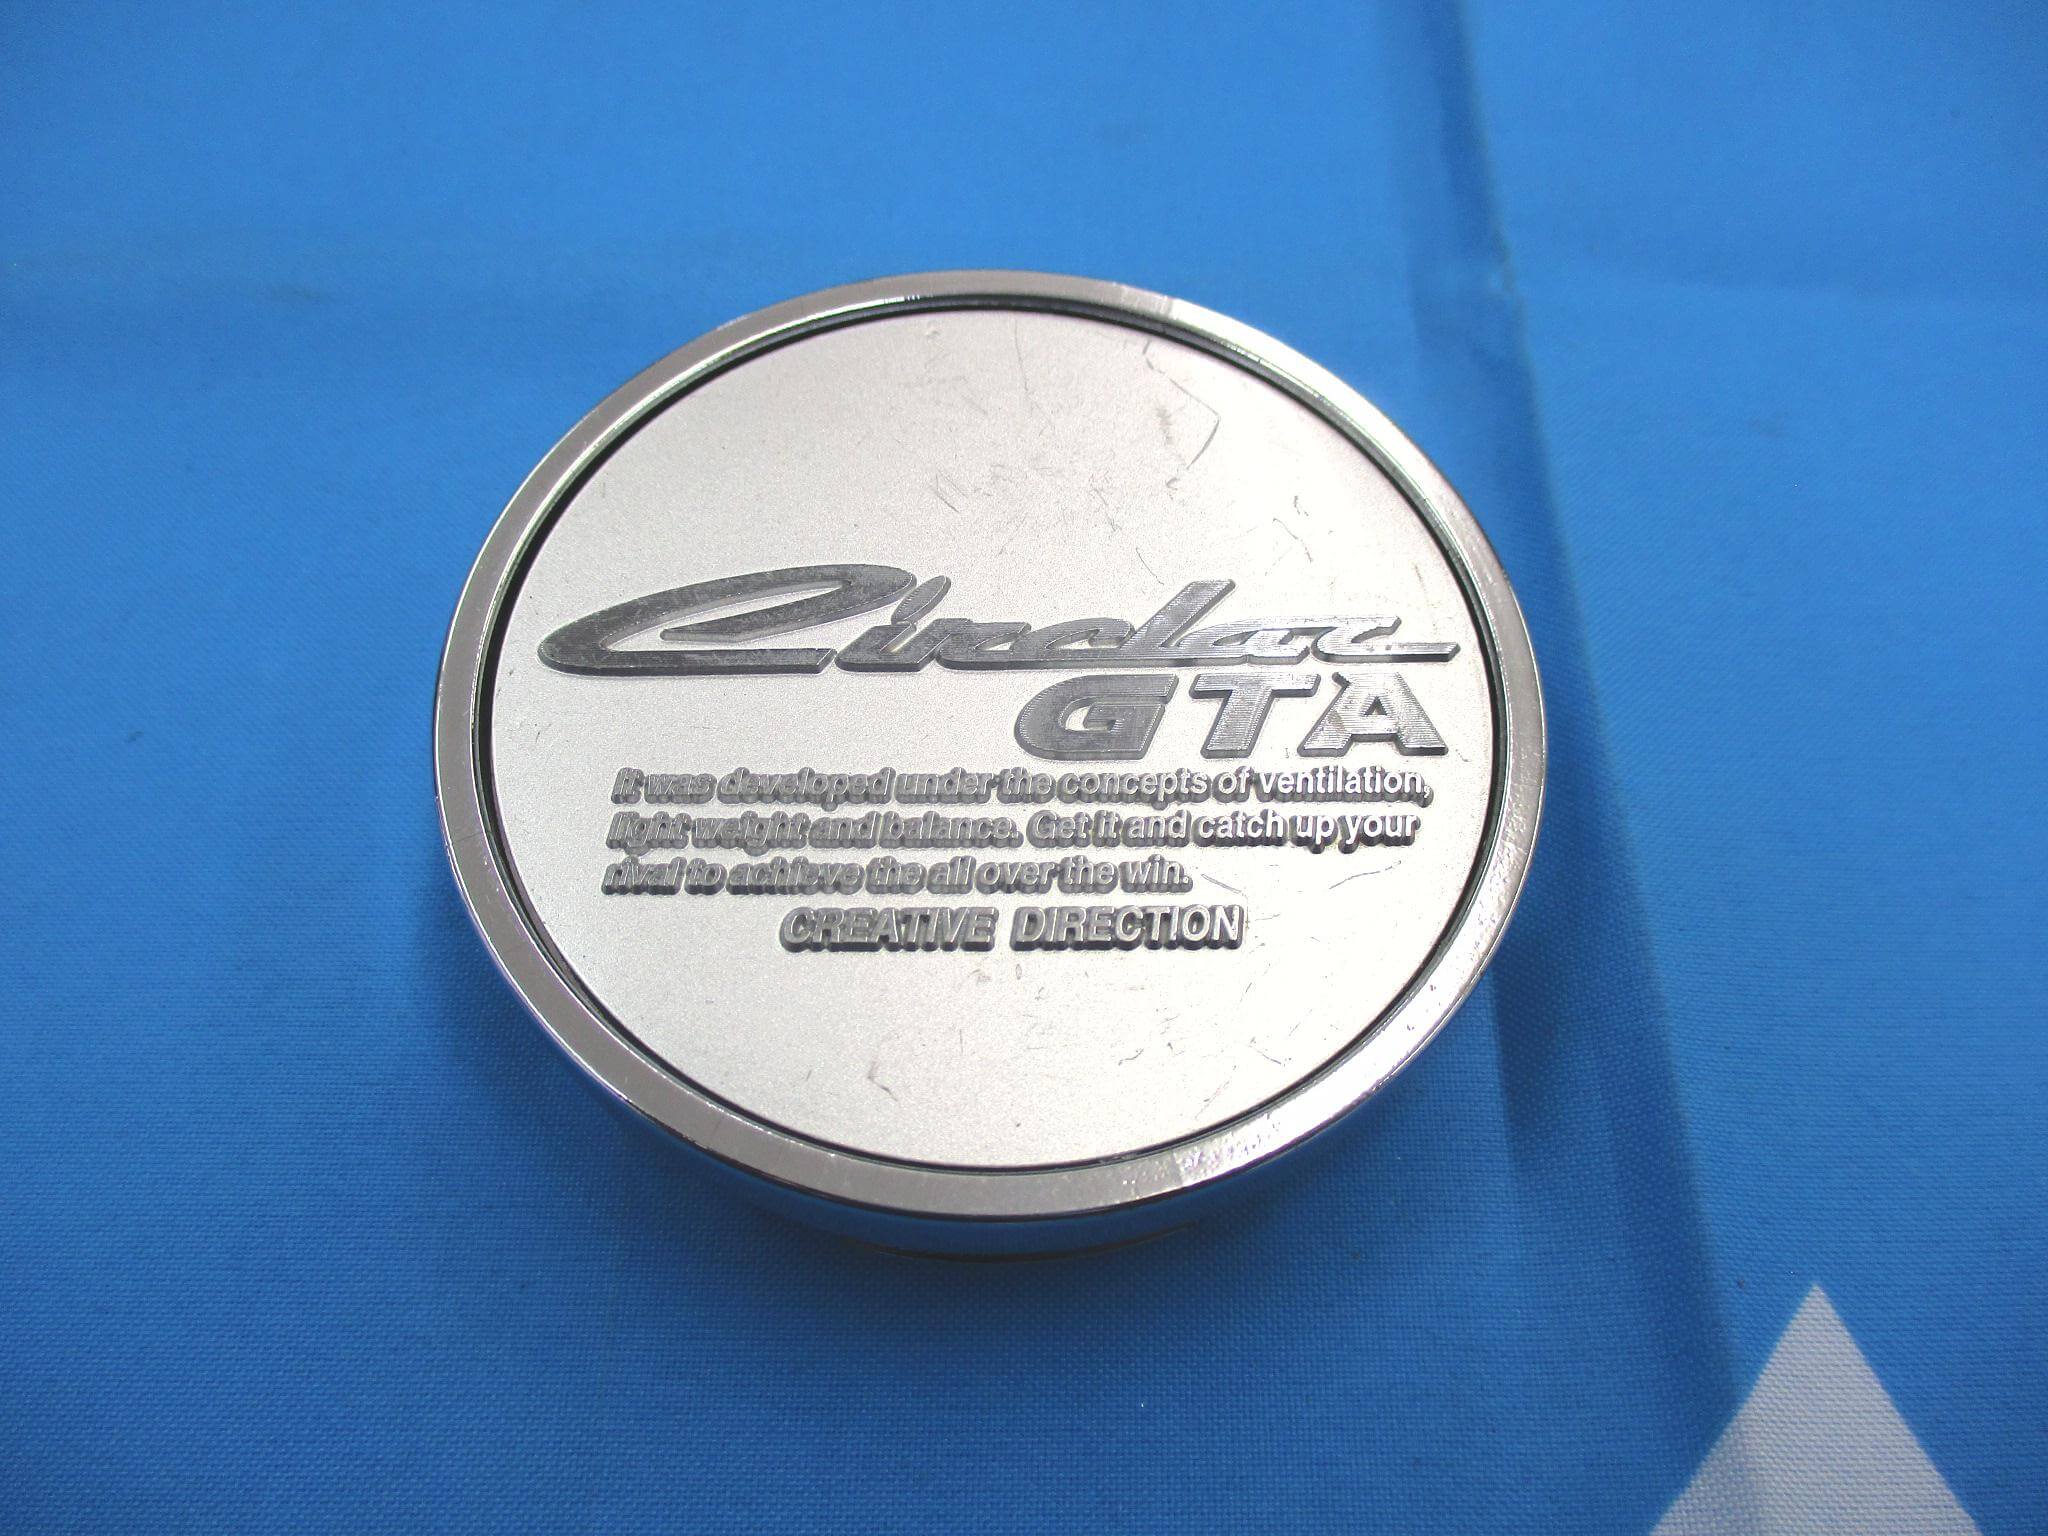 Circlar
GTA
It was developed under the concepts of ventilation,
light weight and balance. Get it and catch up your
rival to achieve the all over the win.
CREATIVE DIRECTION